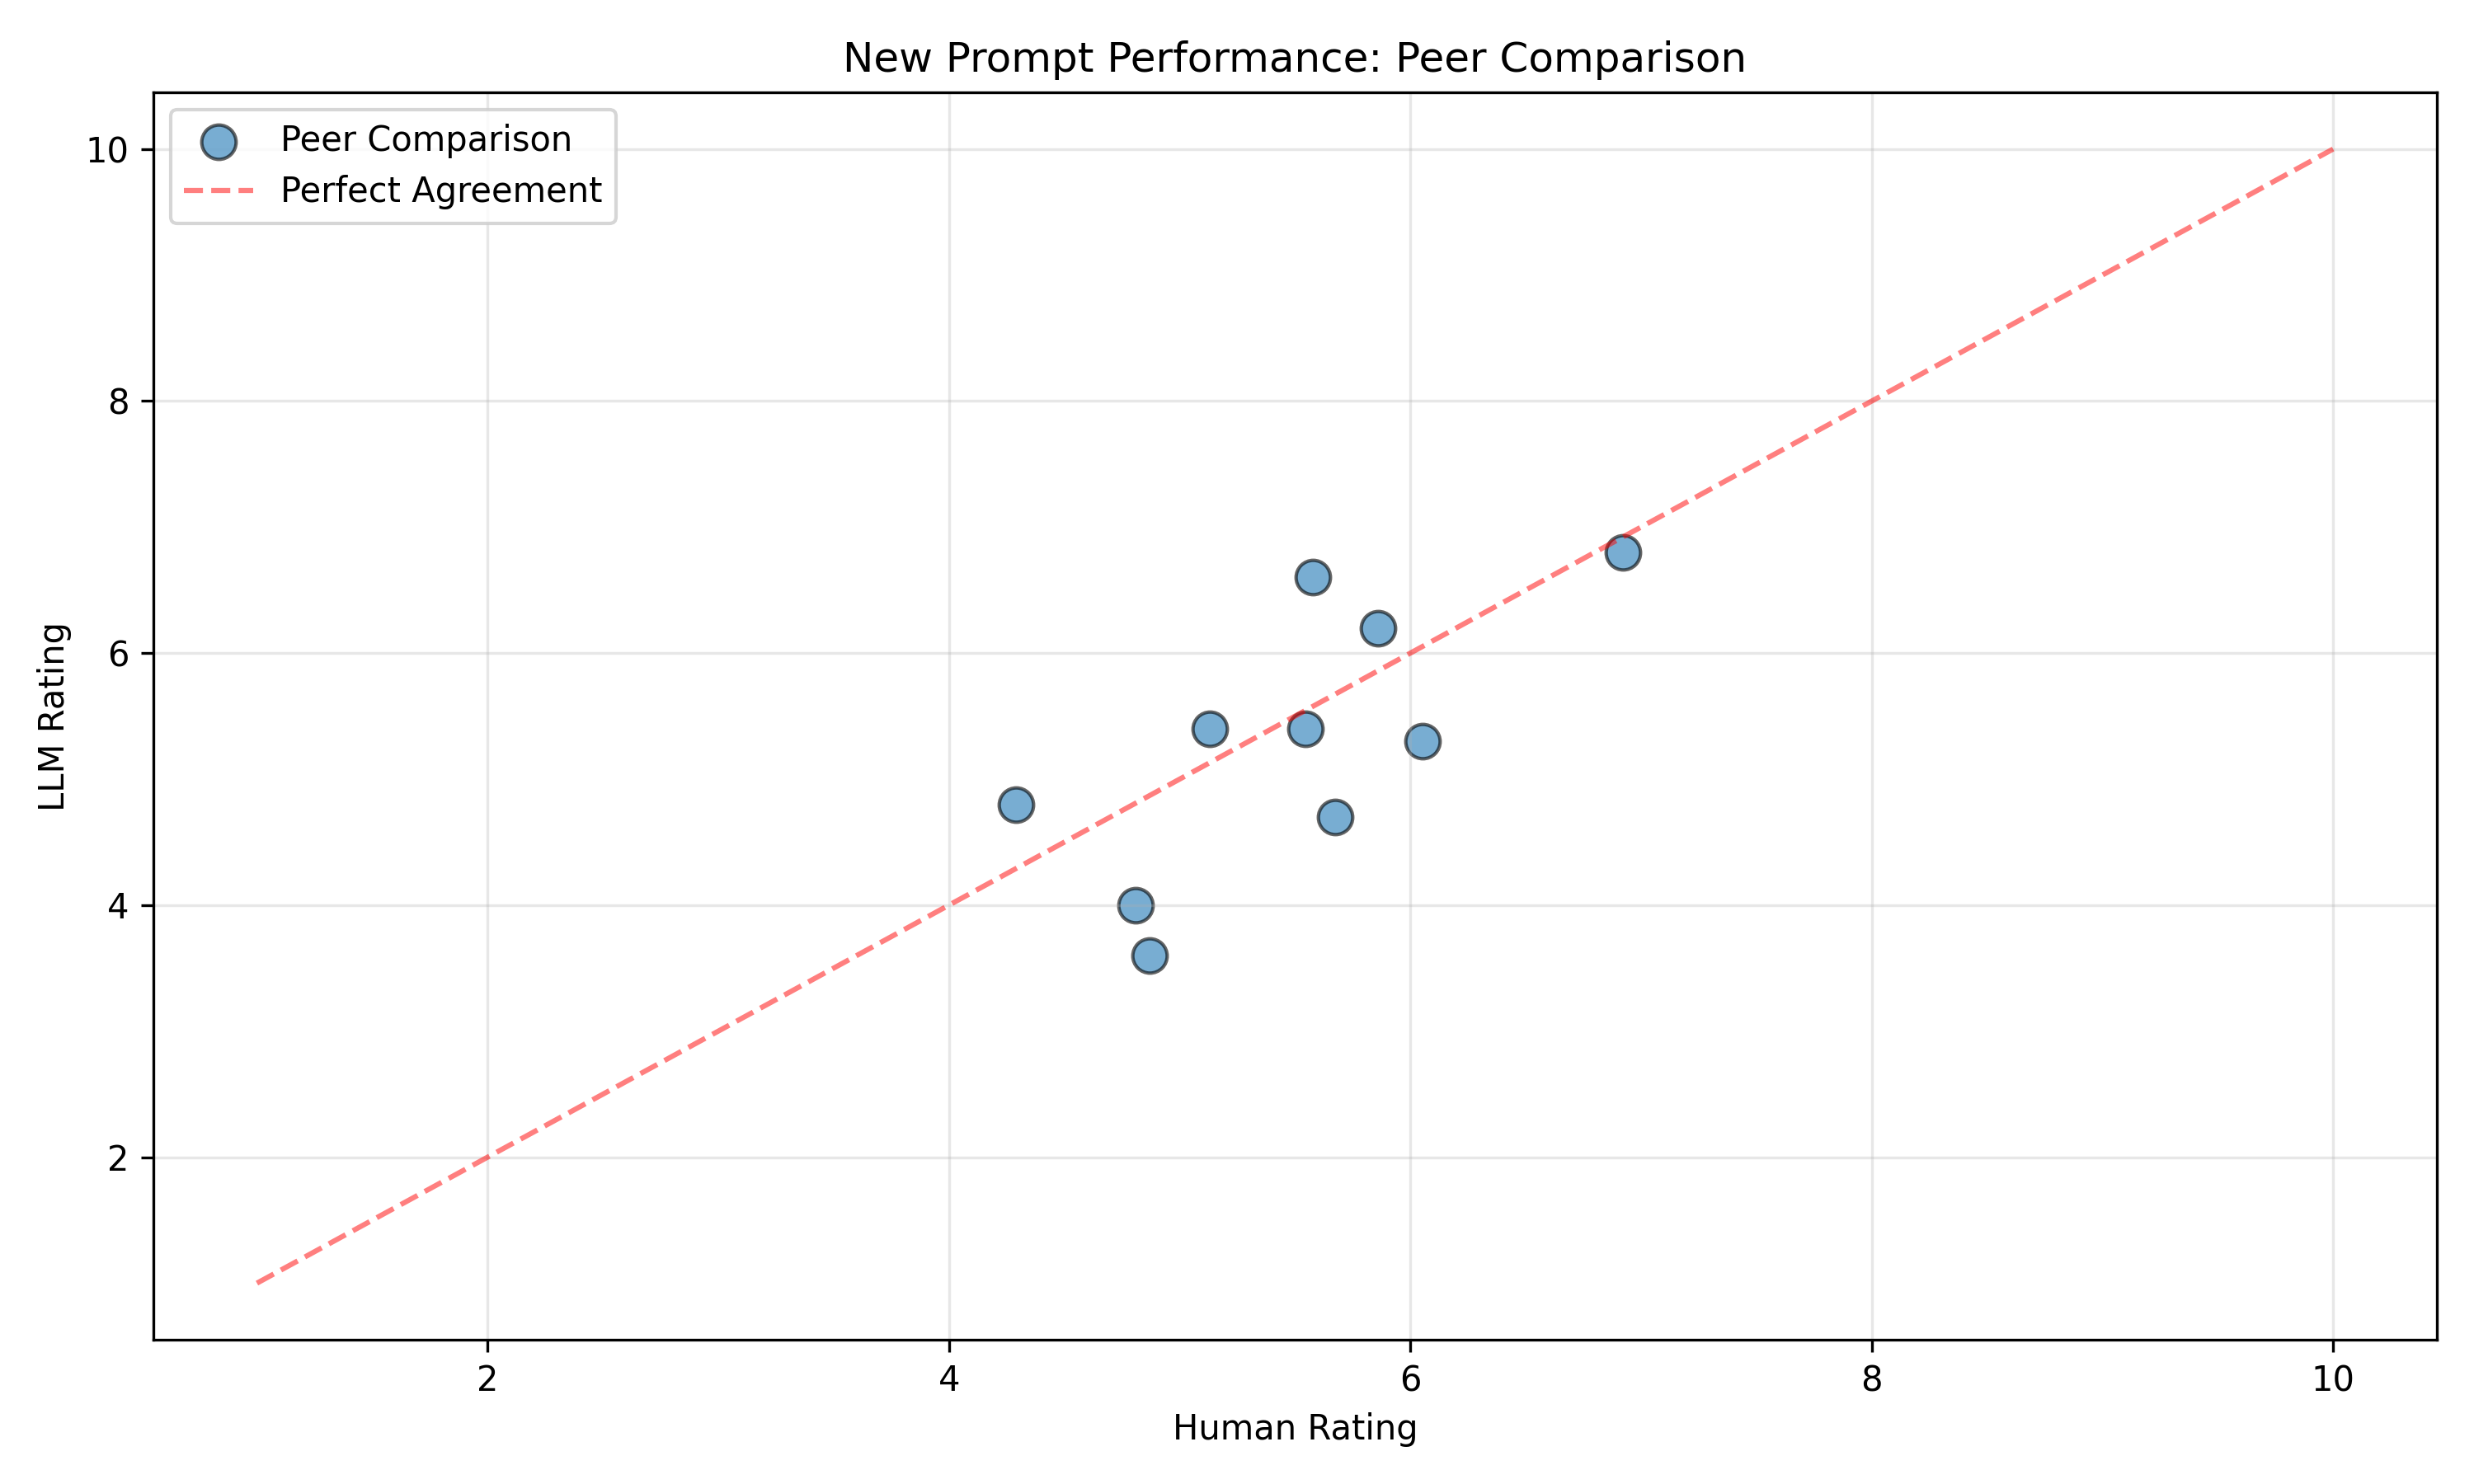 New Prompt Performance: Peer Comparison
Peer Comparison
Perfect Agreement
10
8
6
4
2
LLM Rating
2 4 6 8 10
Human Rating